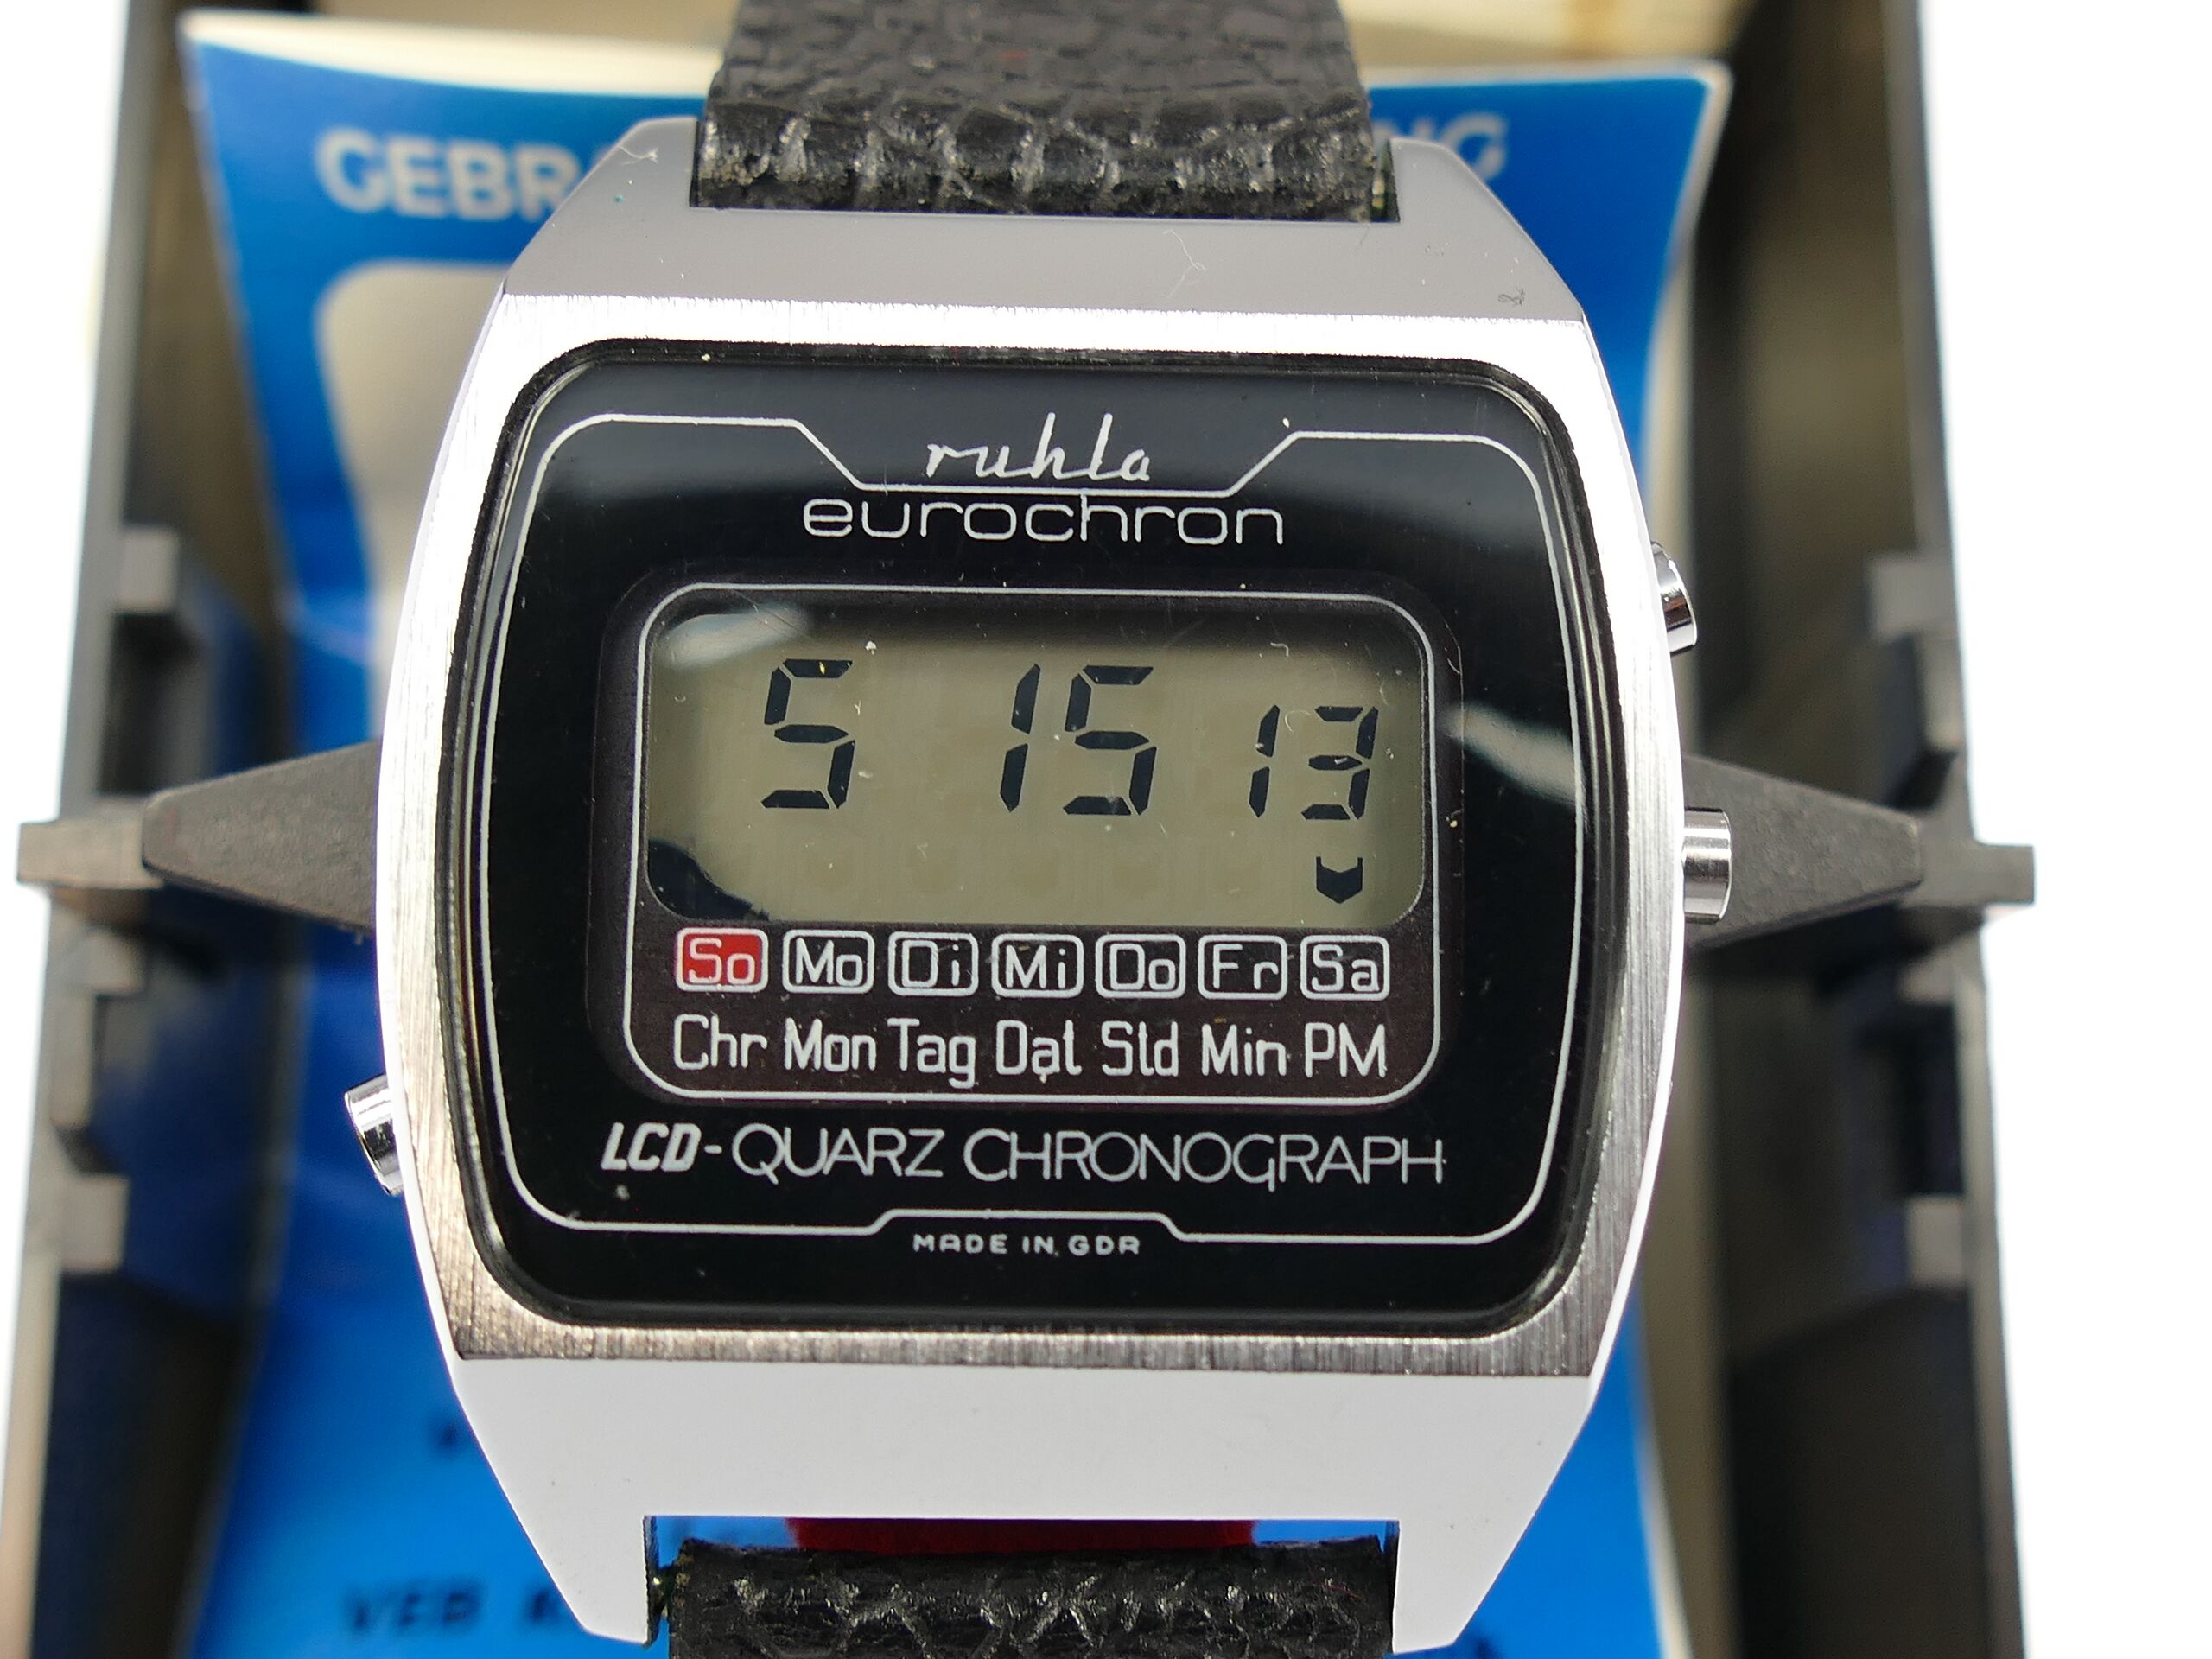 ruhla
eurochron
5 15 13
So Mo Di Mi Do Fr Sa
Chr Mon Tag Dat Std Min PM
LCD-QUARZ CHRONOGRAPH
MADE IN GDR
VEB